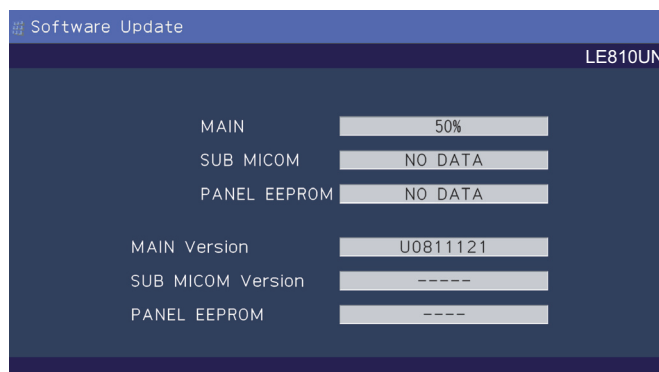 # Software Update
LE810UN
MAIN 50%
SUB MICOM NO DATA
PANEL EEPROM NO DATA
MAIN Version U0811121
SUB MICOM Version -----
PANEL EEPROM ----